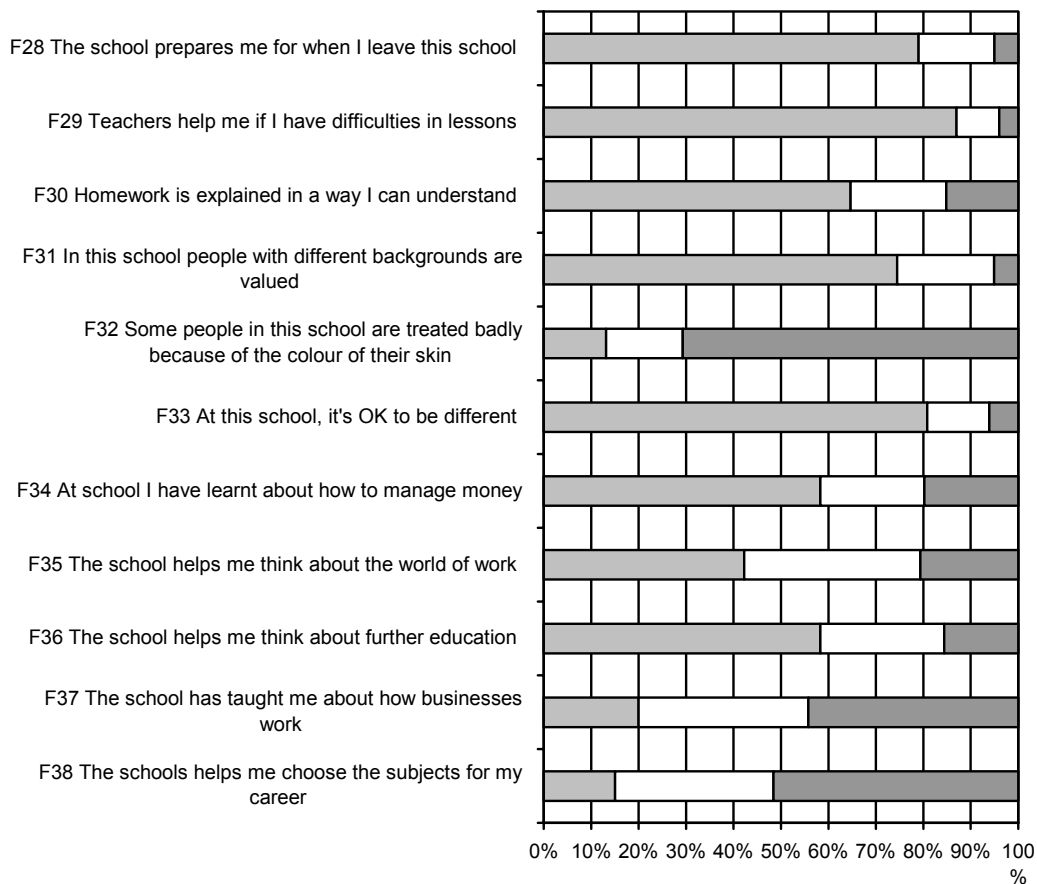 F28 The school prepares me for when I leave this school
F29 Teachers help me if I have difficulties in lessons
F30 Homework is explained in a way I can understand
F31 In this school people with different backgrounds are
valued
F32 Some people in this school are treated badly
because of the colour of their skin
F33 At this school, it's OK to be different
F34 At school I have learnt about how to manage money
F35 The school helps me think about the world of work
F36 The school helps me think about further education
F37 The school has taught me about how businesses
work
F38 The schools helps me choose the subjects for my
career
0% 10% 20% 30% 40% 50% 60% 70% 80% 90% 100
%